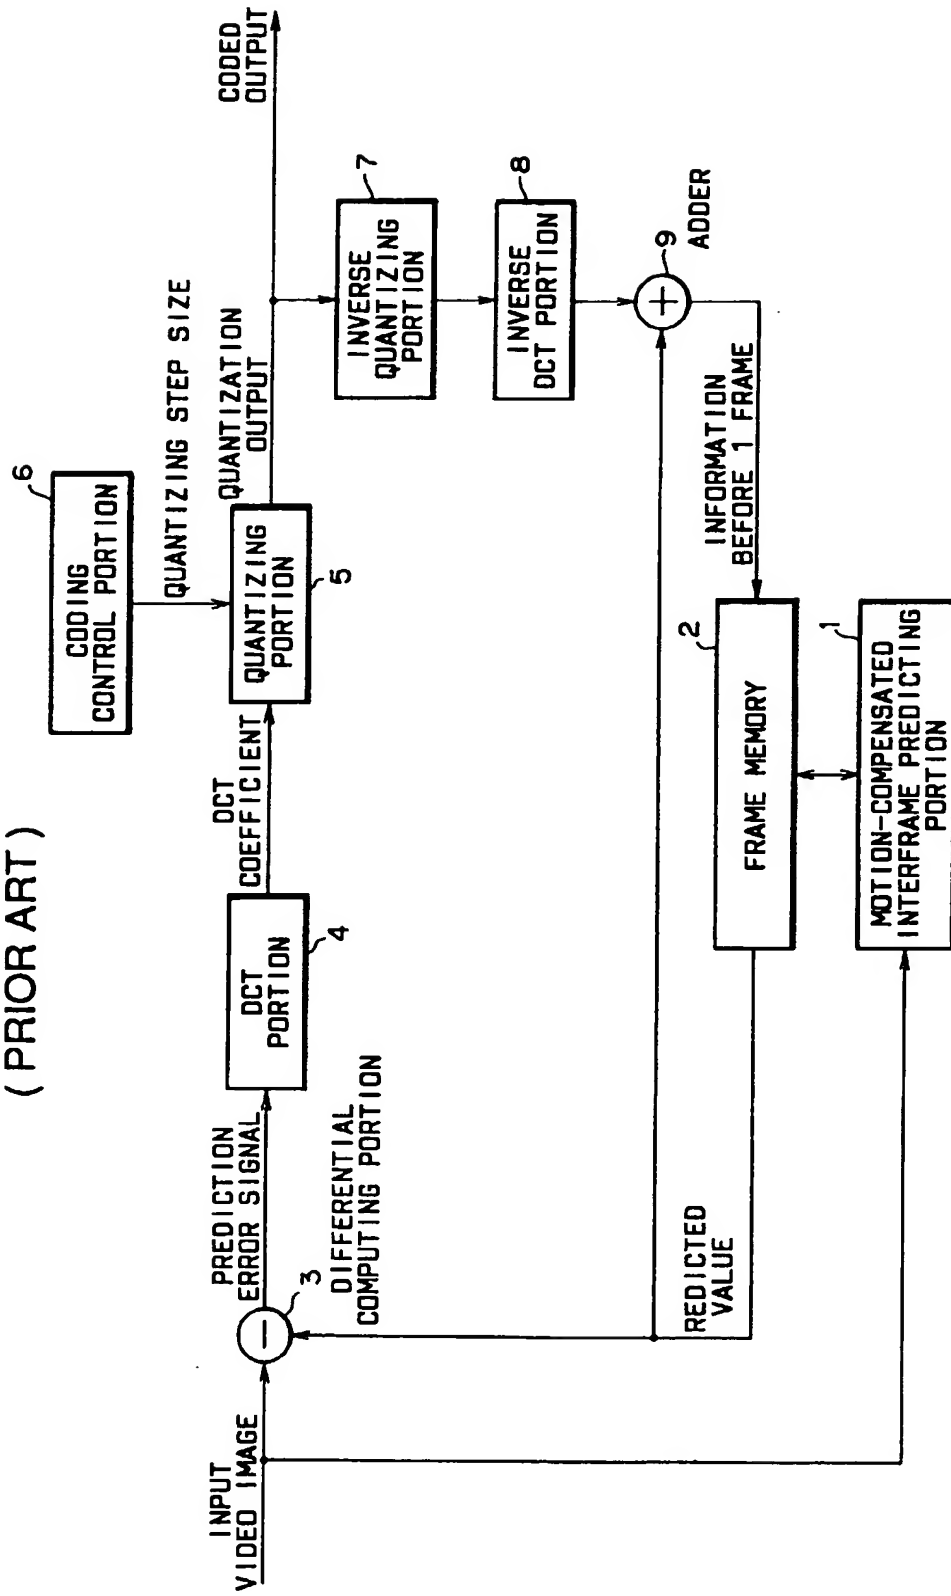 ( PRIOR ART )
INPUT
VIDEO IMAGE
PREDICTION
ERROR SIGNAL
3
DIFFERENTIAL
COMPUTING PORTION
DCT
PORTION
4
DCT
COEFFICIENT
CODING
CONTROL PORTION
6
QUANTIZING STEP SIZE
QUANTIZING
PORTION
5
QUANTIZATION
OUTPUT
CODED
OUTPUT
INVERSE
QUANTIZING
PORTION
7
INVERSE
DCT PORTION
8
9
ADDER
INFORMATION
BEFORE 1 FRAME
REDICTED
VALUE
FRAME MEMORY
2
MOTION-COMPENSATED
INTERFRAME PREDICTING
PORTION
1